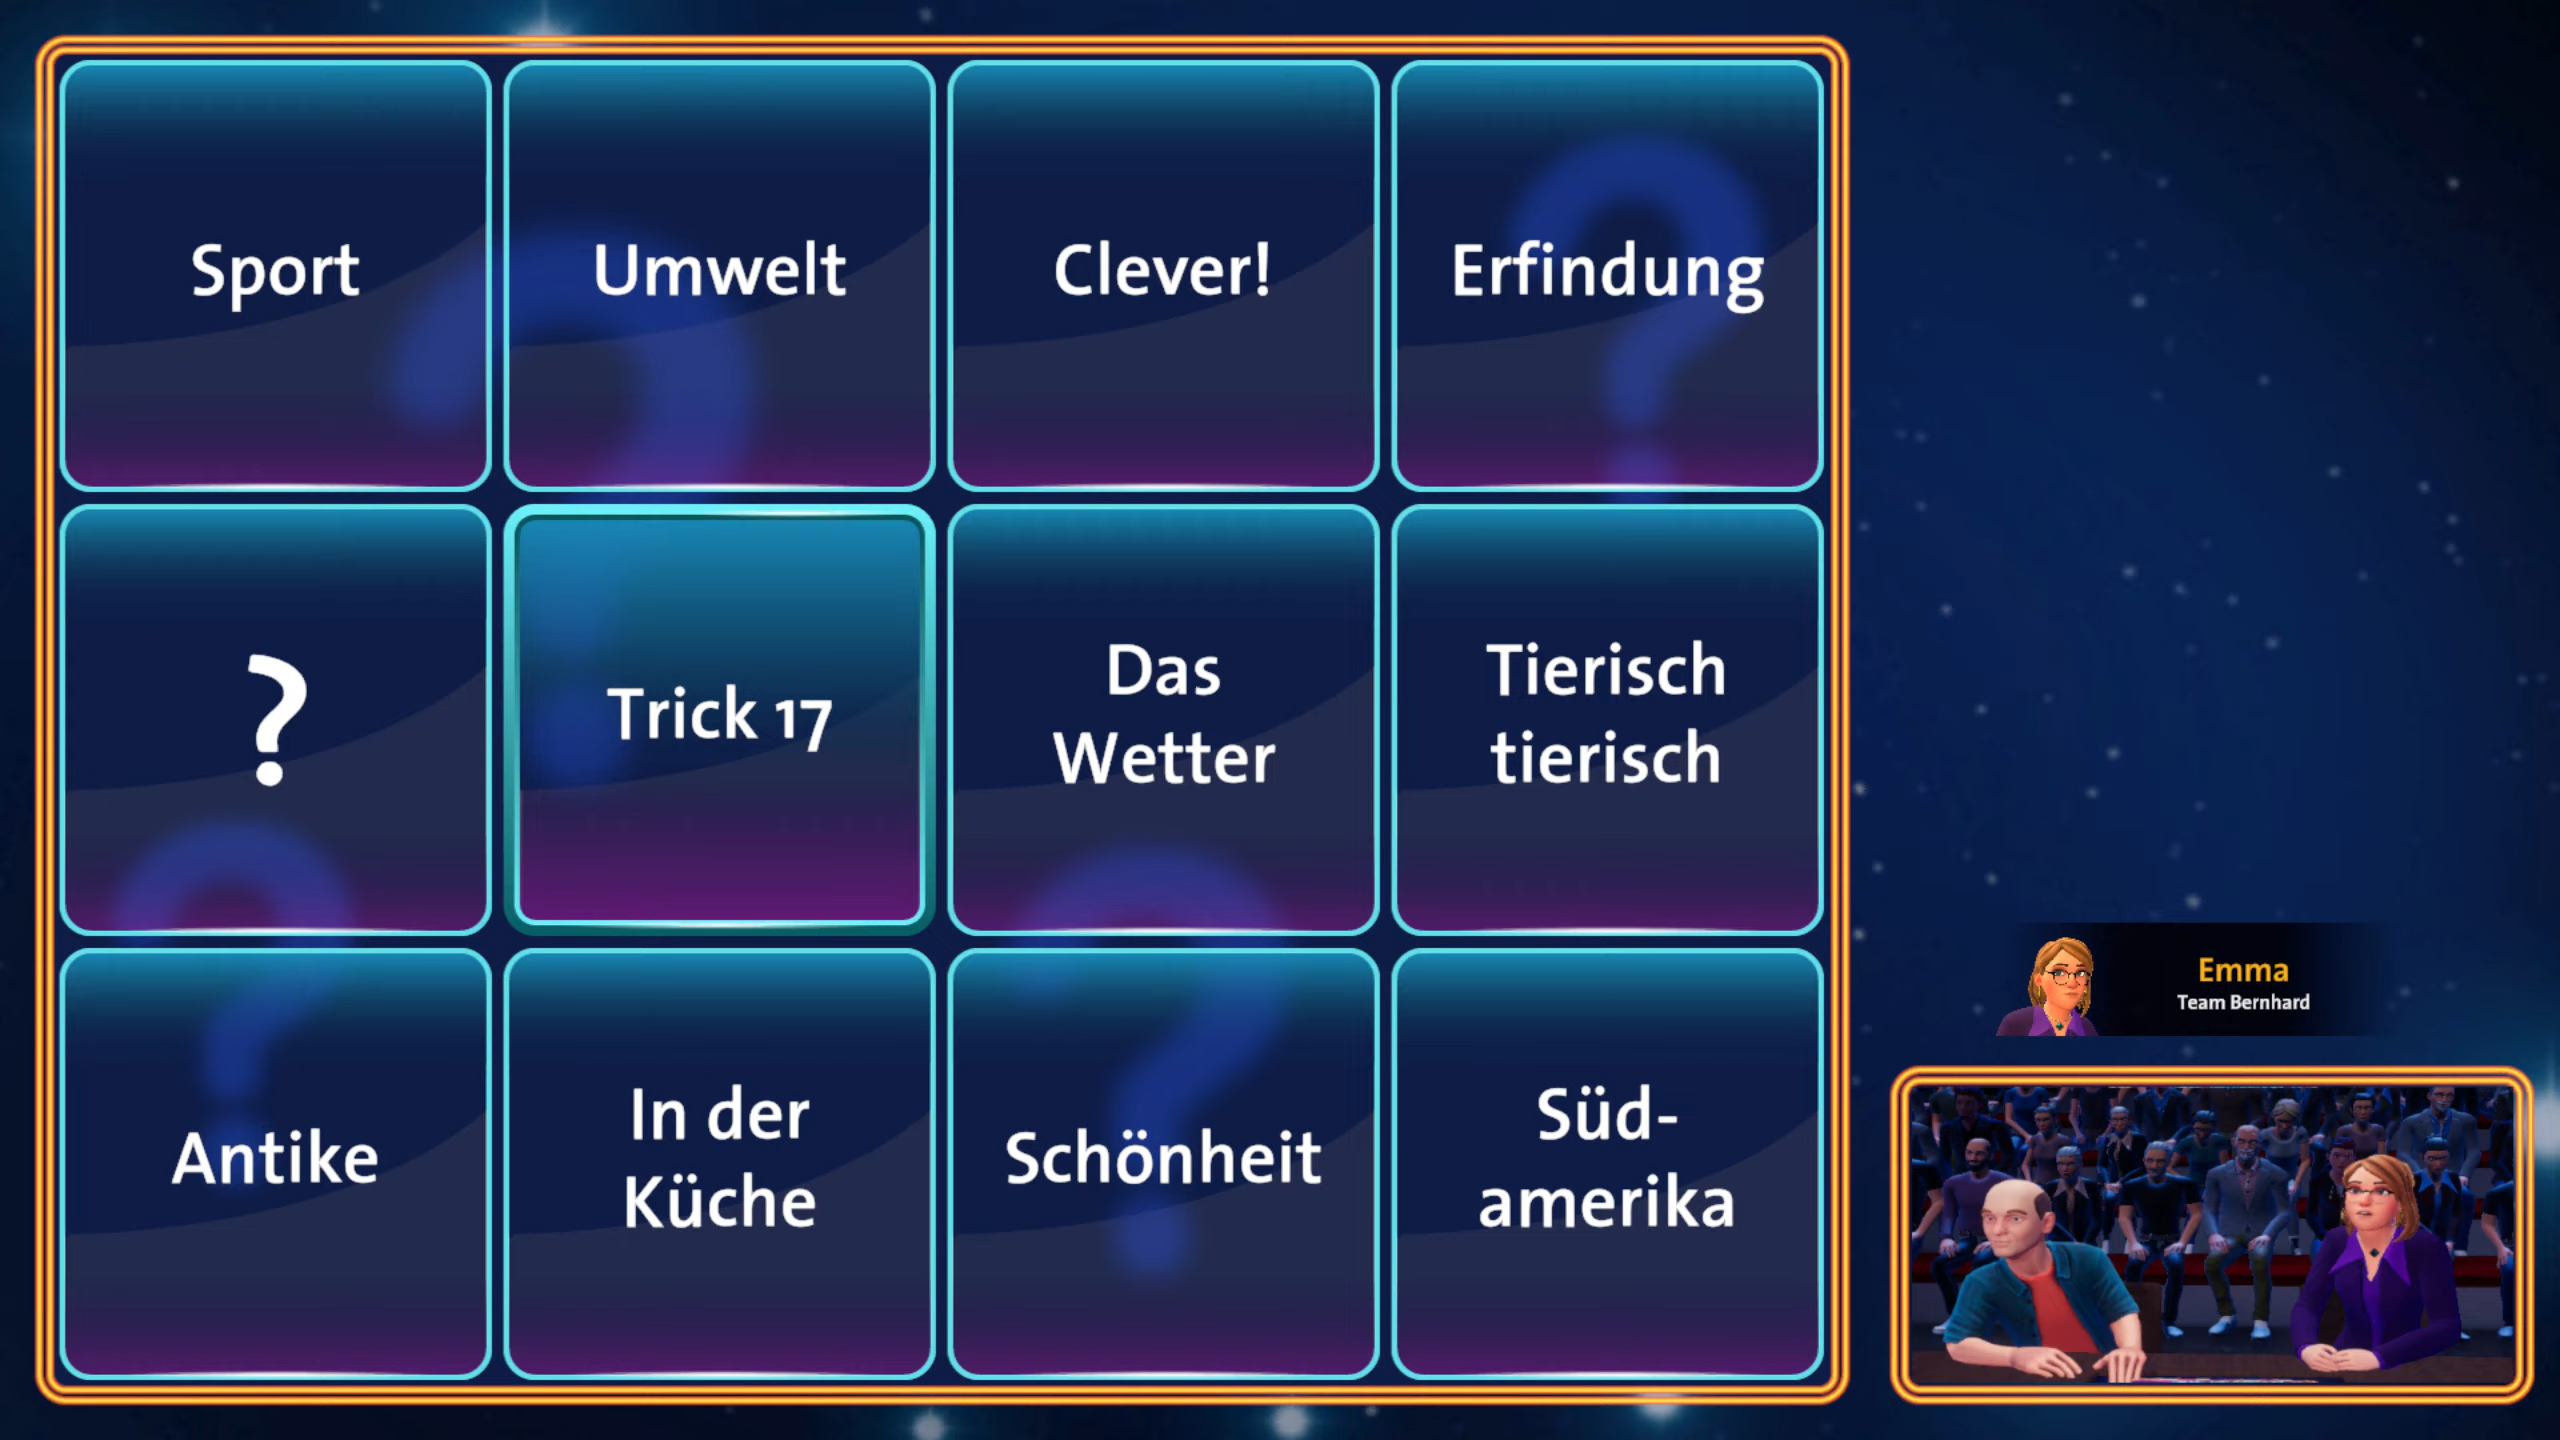 Sport
Umwelt
Clever!
Erfindung
?
Trick 17
Das
Wetter
Tierisch
tierisch
Antike
In der
Küche
Schönheit
Süd-
amerika
Emma
Team Bernhard